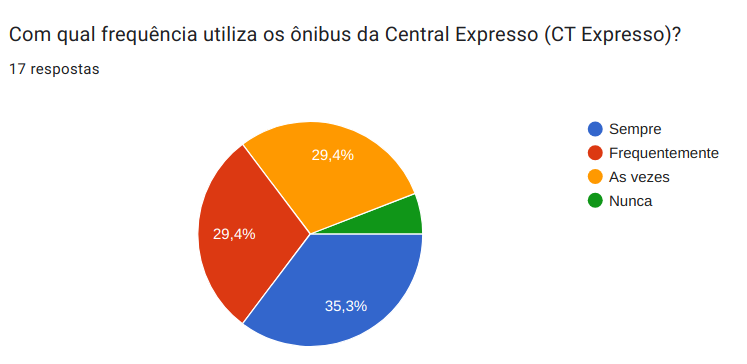 Com qual frequência utiliza os ônibus da Central Expresso (CT Expresso)?
17 respostas
29,4%
29,4%
35,3%
Sempre
Frequentemente
As vezes
Nunca